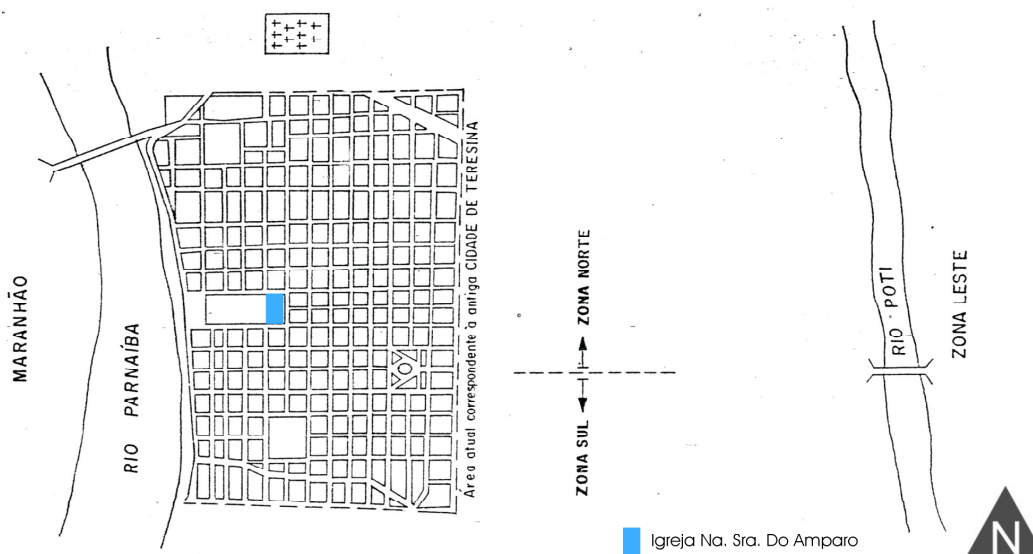 MARANHÃO
RIO PARNAÍBA
Area atual correspondente à antiga CIDADE DE TERESINA
ZONA SUL
ZONA NORTE
RIO POTI
ZONA LESTE
Igreja Na. Sra. Do Amparo
N